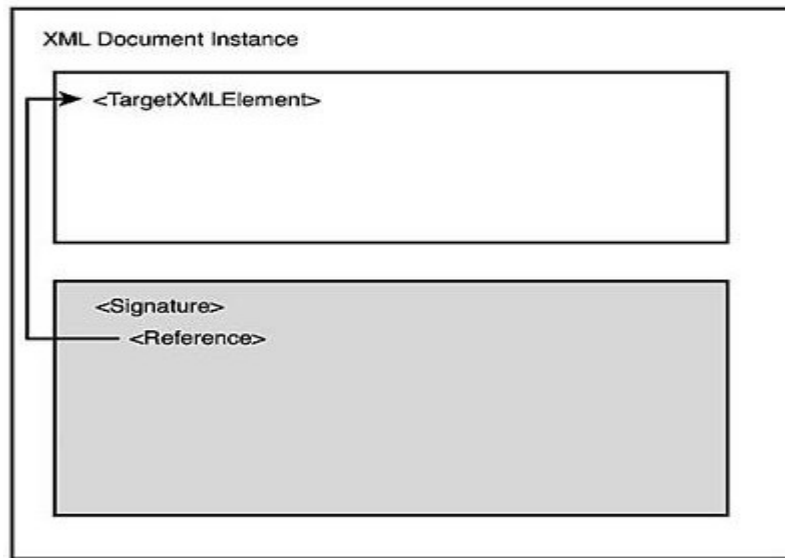 XML Document Instance
<TargetXMLElement>
<Signature>
<Reference>